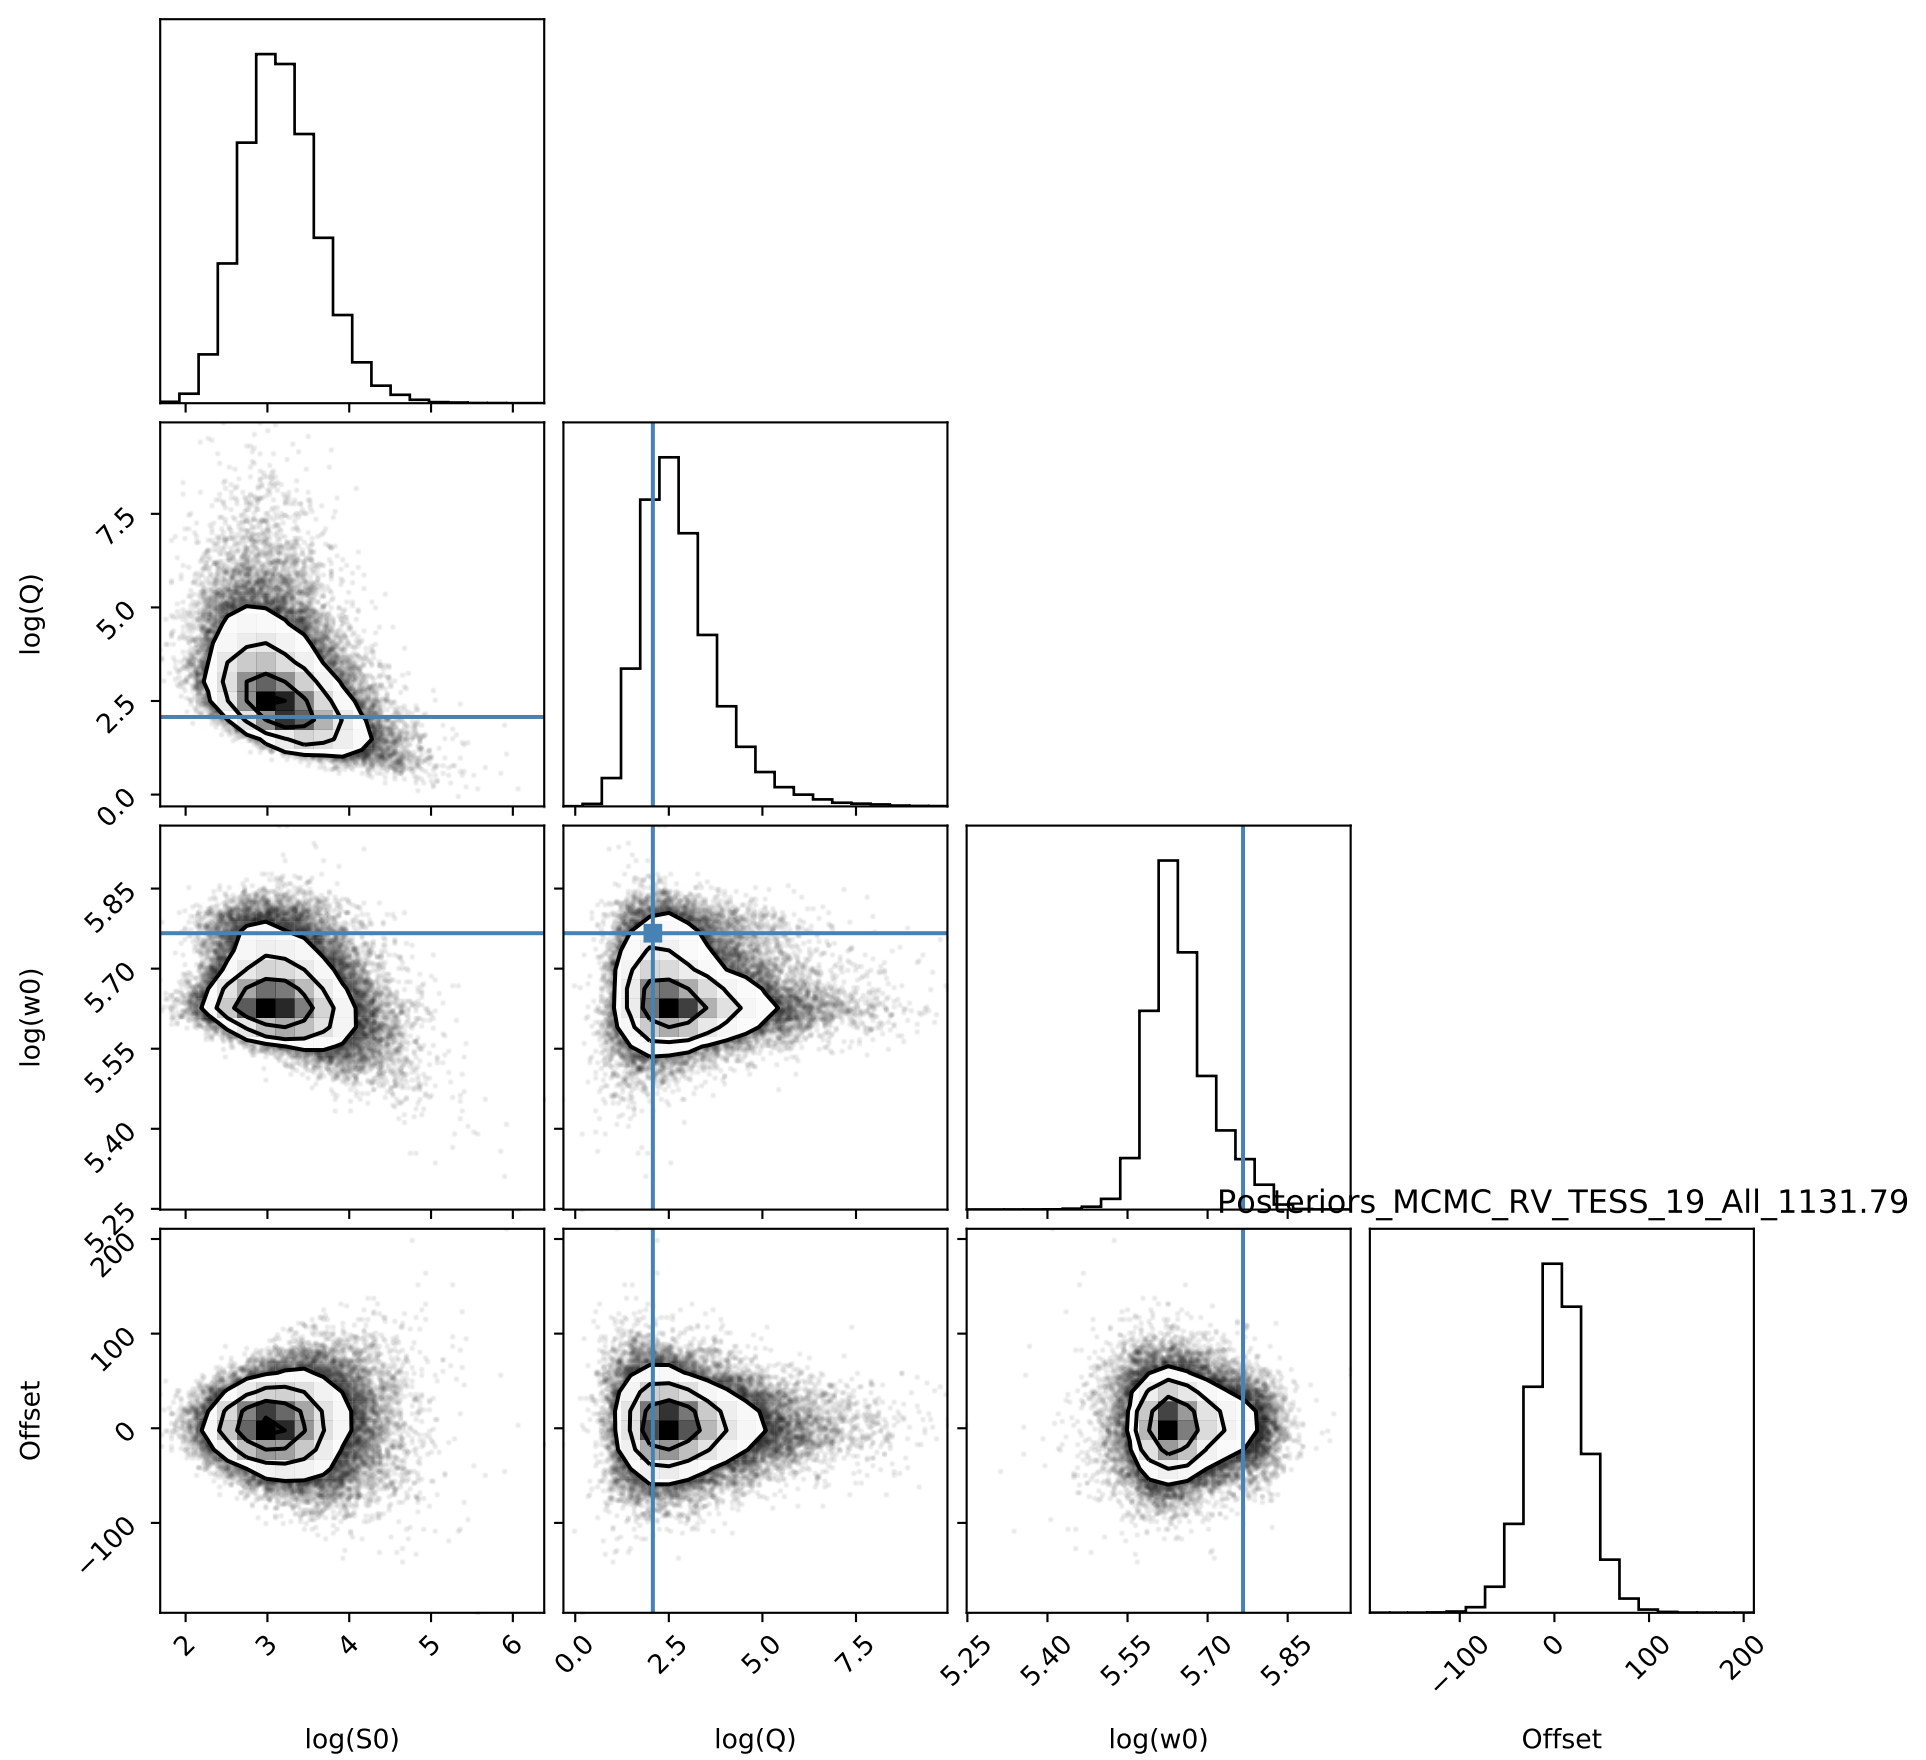 log(Q)
7.5
5.0
2.5
0.0
log(w0)
5.85
5.70
5.55
5.40
5.25
Posteriors_MCMC_RV_TESS_19_All_1131.79
Offset
200
100
0
−100
2 3 4 5 6
0.0 2.5 5.0 7.5
5.25 5.40 5.55 5.70 5.85
−100 0 100 200
log(S0) log(Q) log(w0) Offset